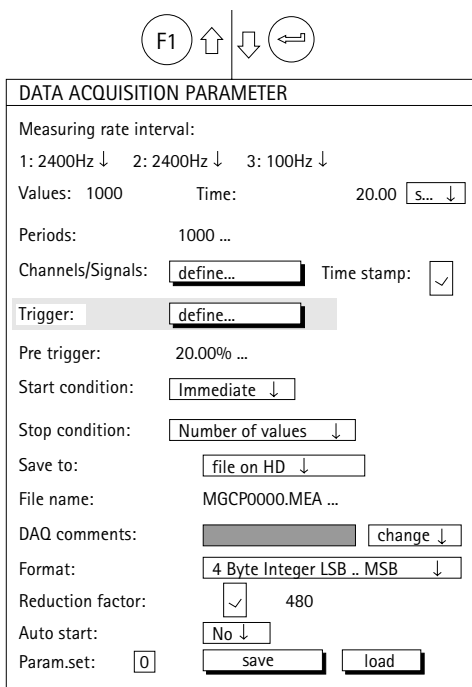 F1
DATA ACQUISITION PARAMETER
Measuring rate interval:
1: 2400Hz ↓ 2: 2400Hz ↓ 3: 100Hz ↓
Values: 1000 Time: 20.00 s... ↓
Periods: 1000 ...
Channels/Signals: define... Time stamp: ✓
Trigger: define...
Pre trigger: 20.00% ...
Start condition: Immediate ↓
Stop condition: Number of values ↓
Save to: file on HD ↓
File name: MGCP0000.MEA ...
DAQ comments: change ↓
Format: 4 Byte Integer LSB .. MSB ↓
Reduction factor: ✓ 480
Auto start: No ↓
Param.set: 0 save load